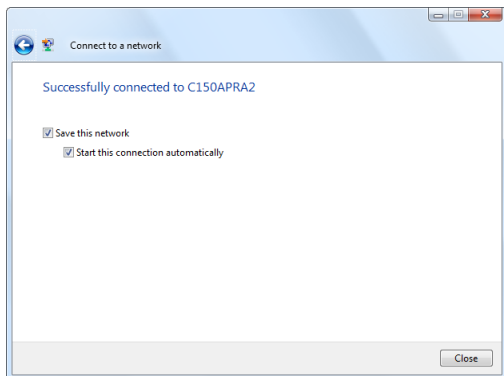 Connect to a network
Successfully connected to C150APRA2
Save this network
Start this connection automatically
Close